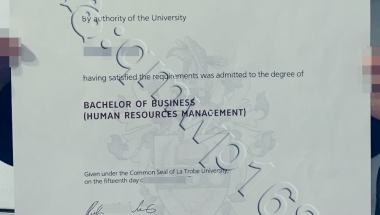 By authority of the University
having satisfied the requirements was admitted to the degree of
BACHELOR OF BUSINESS
(HUMAN RESOURCES MANAGEMENT)
Given under the Common Seal of La Trobe University
on the fifteenth day